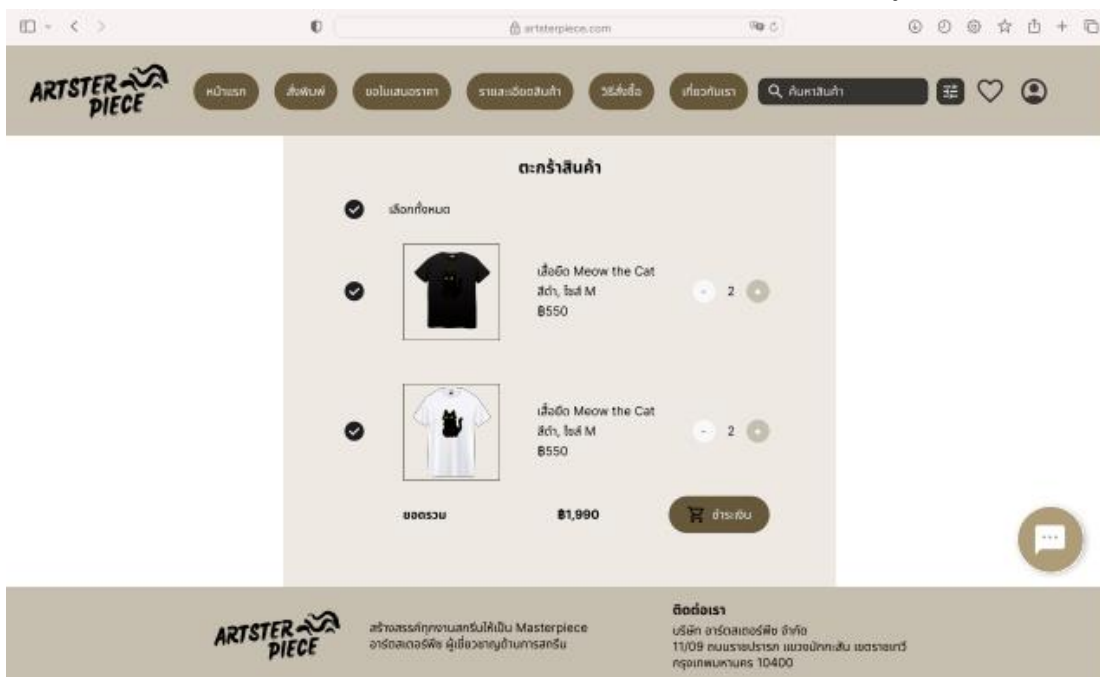 artsterpiece.com
ARTSTER
PIECE
หน้าแรก
สั่งพิมพ์
ขอใบเสนอราคา
รายละเอียดสินค้า
วิธีสั่งซื้อ
เกี่ยวกับเรา
ค้นหาสินค้า
ตะกร้าสินค้า
เลือกทั้งหมด
เสื้อยืด Meow the Cat
สีดำ, ไซส์ M
฿550
- 2 +
เสื้อยืด Meow the Cat
สีดำ, ไซส์ M
฿550
- 2 +
ยอดรวม
฿1,990
ชำระเงิน
ARTSTER
PIECE
สร้างสรรค์ทุกงานสกรีนให้เป็น Masterpiece
อาร์ตสเตอร์พีช ผู้เชี่ยวชาญด้านการสกรีน
ติดต่อเรา
บริษัท อาร์ตสเตอร์พีช จำกัด
11/09 ถนนราชปรารภ แขวงมักกะสัน เขตราชเทวี
กรุงเทพมหานคร 10400